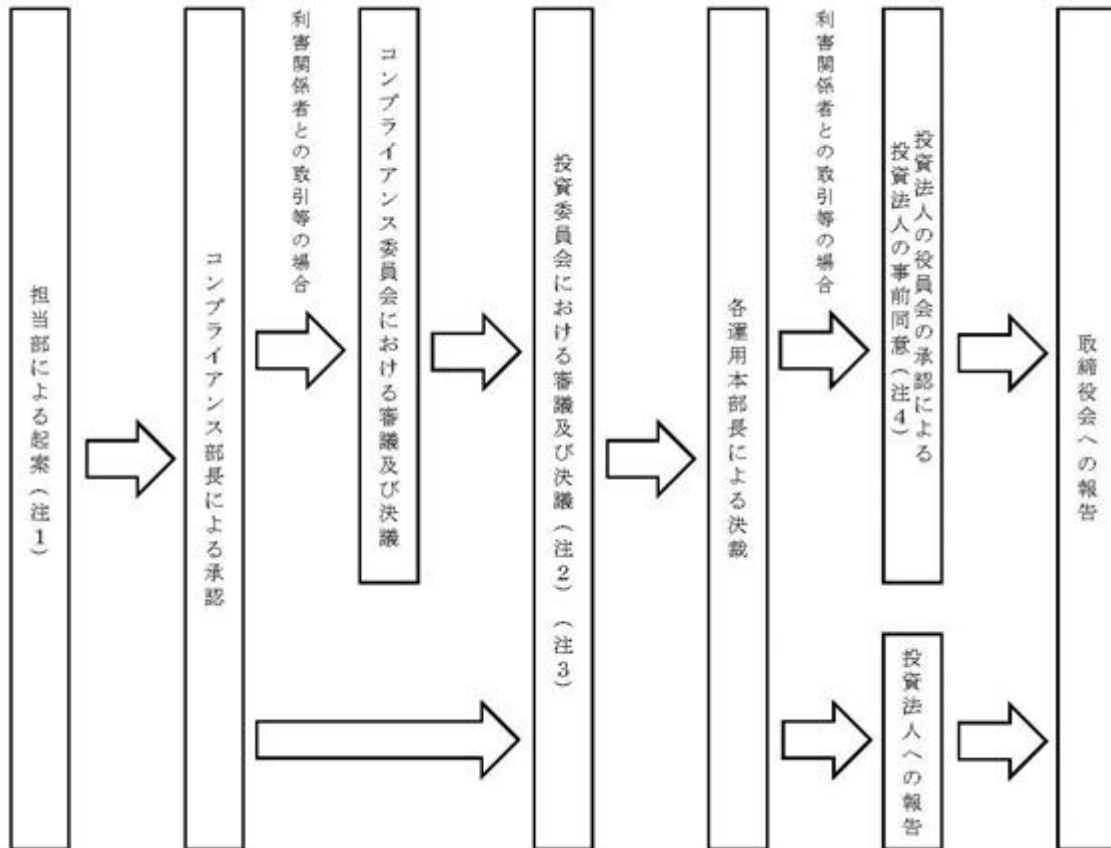 担当部による起案（注1）
コンプライアンス部長による承認
利害関係者との取引等の場合
コンプライアンス委員会における審議及び決議
投資委員会における審議及び決議（注2）（注3）
各運用本部長による決裁
利害関係者との取引等の場合
投資法人の役員会の承認による
投資法人の事前同意（注4）
投資法人への報告
取締役会への報告